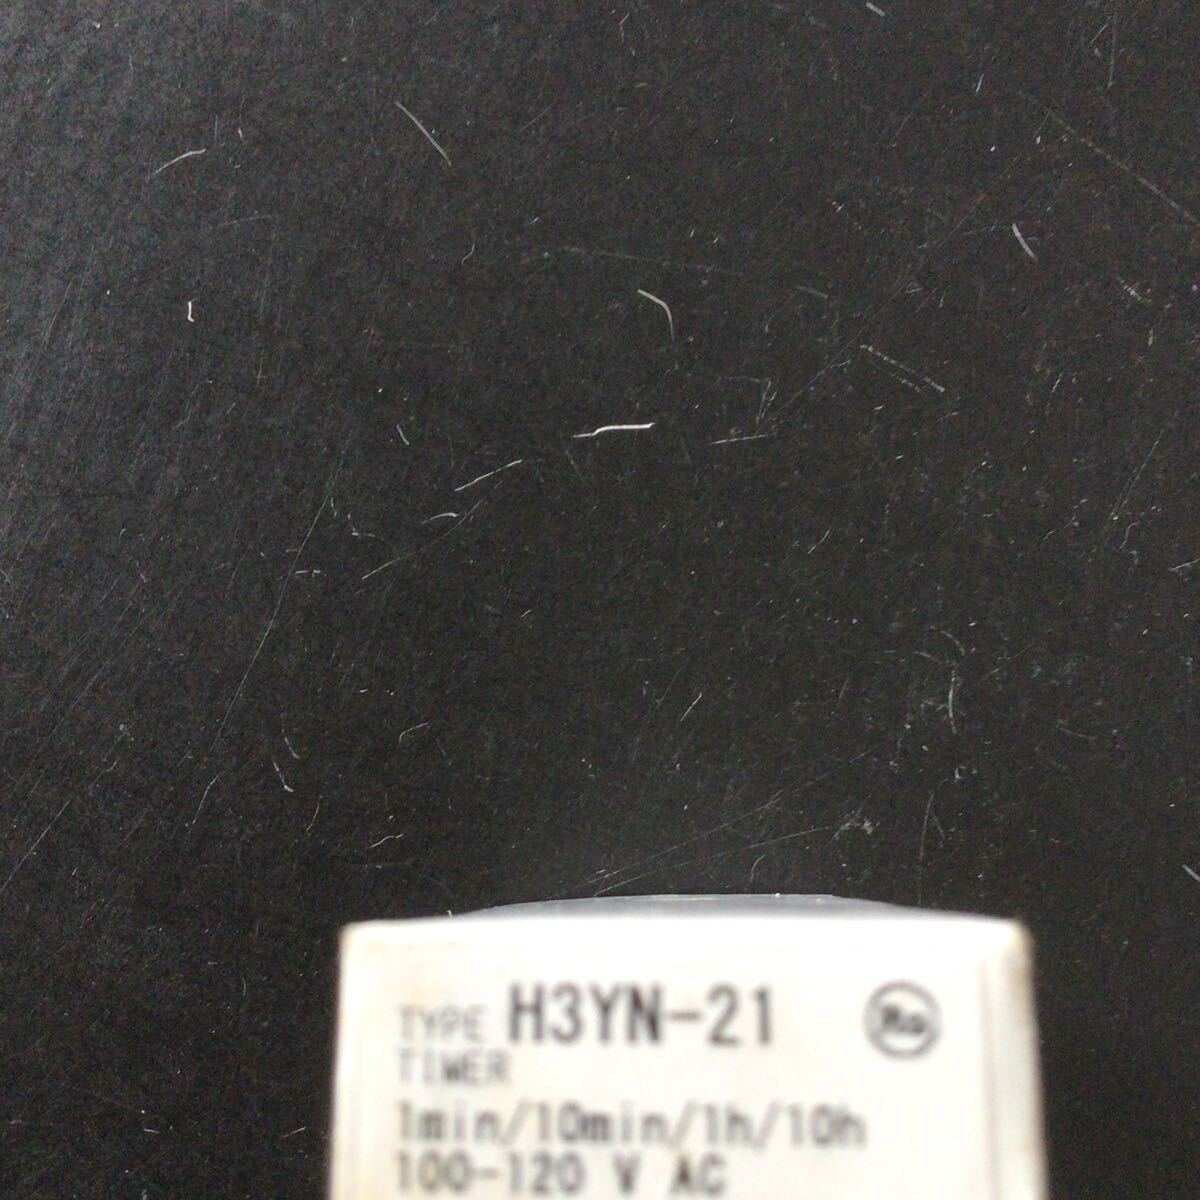 TYPE H3YN-21
TIMER
1min/10min/1h/10h
100-120 V AC